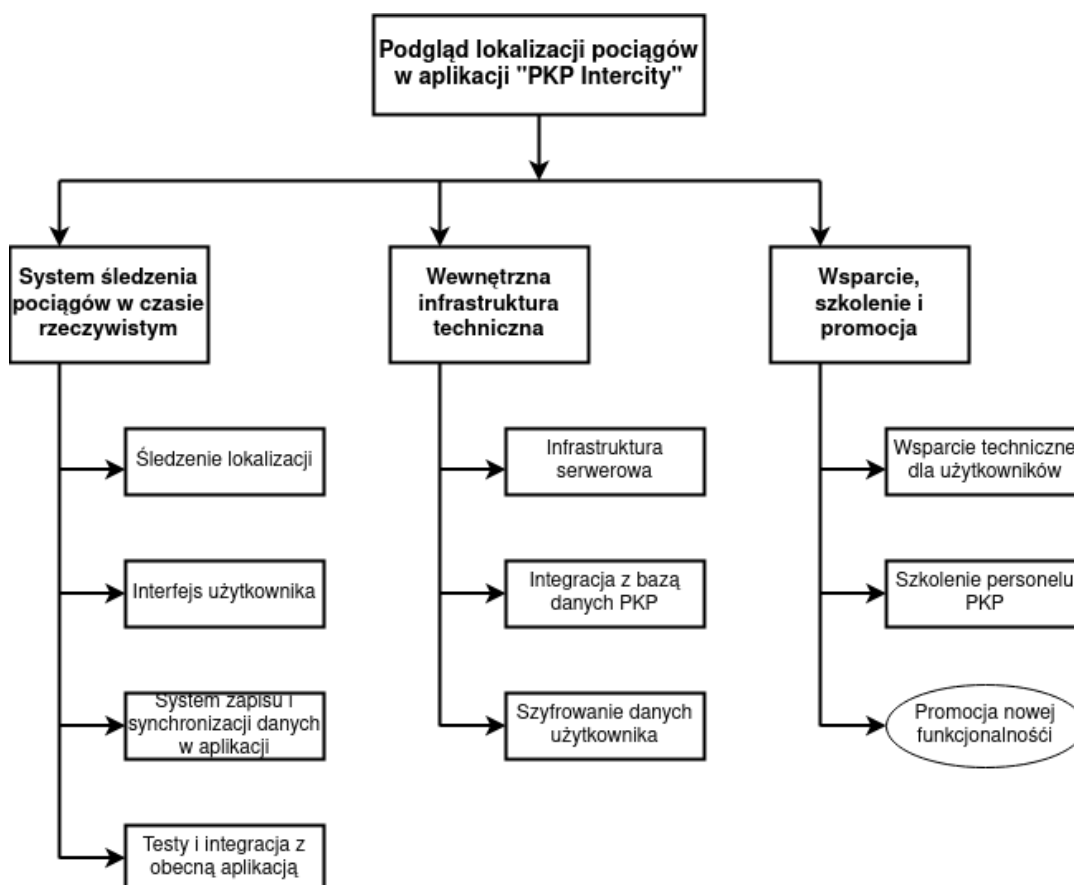 Podgląd lokalizacji pociągów
w aplikacji "PKP Intercity"
System śledzenia
pociągów w czasie
rzeczywistym
Śledzenie lokalizacji
Interfejs użytkownika
System zapisu i
synchronizacji danych
w aplikacji
Testy i integracja z
obecną aplikacją
Wewnętrzna
infrastruktura
techniczna
Infrastruktura
serwerowa
Integracja z bazą
danych PKP
Szyfrowanie danych
użytkownika
Wsparcie,
szkolenie i
promocja
Wsparcie techniczne
dla użytkowników
Szkolenie personelu
PKP
Promocja nowej
funkcjonalnośći